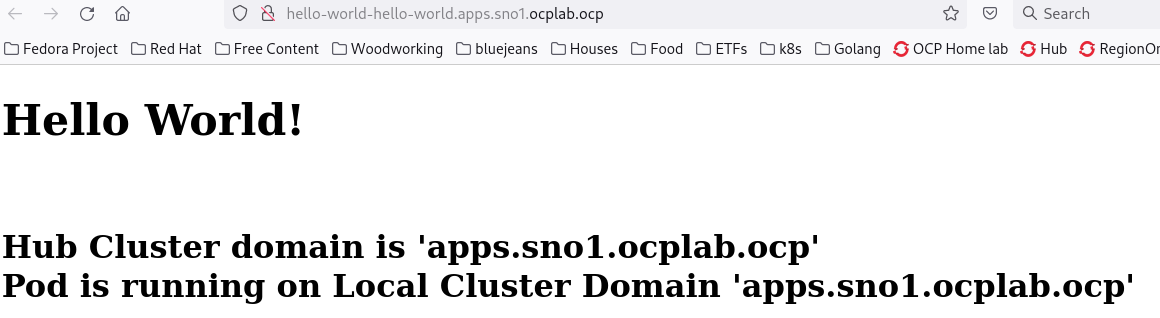 hello-world-hello-world.apps.sno1.ocplab.ocp Search
Fedora Project Red Hat Free Content Woodworking bluejeans Houses Food ETFs k8s Golang OCP Home lab Hub RegionOn
Hello World!
Hub Cluster domain is 'apps.sno1.ocplab.ocp'
Pod is running on Local Cluster Domain 'apps.sno1.ocplab.ocp'